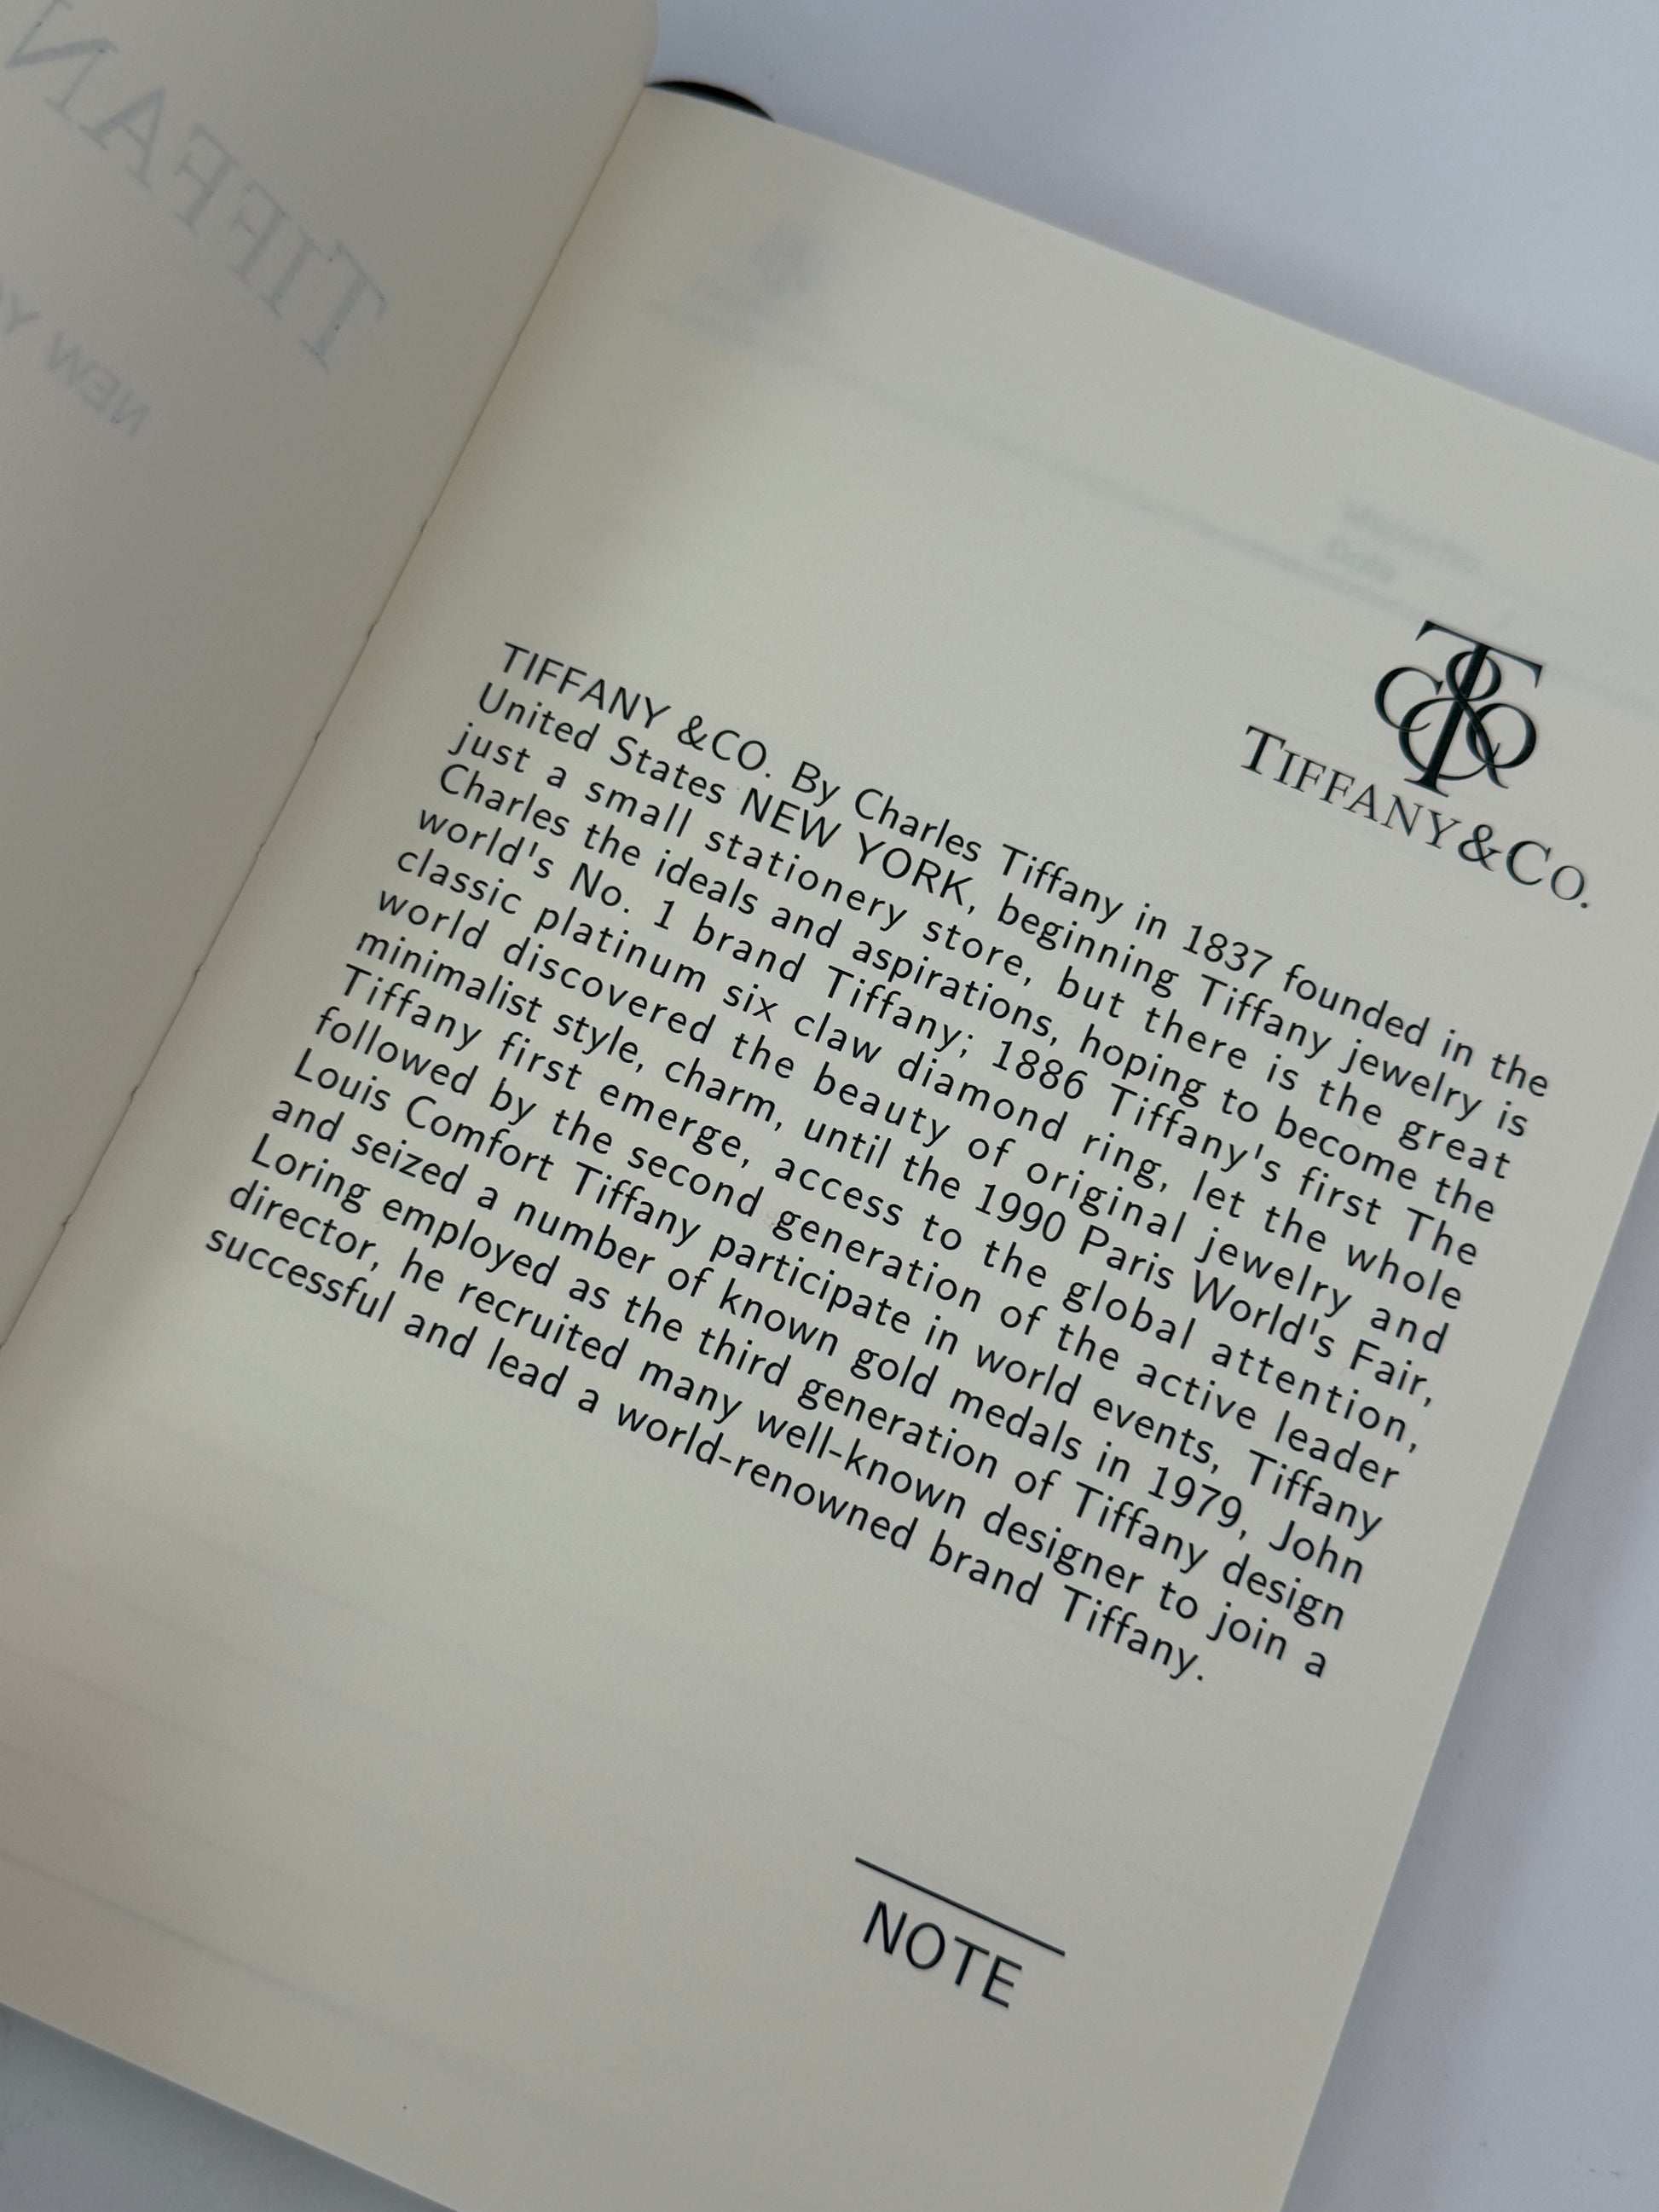 TIFFAN
NEW YO
T&CO
TIFFANY&CO.
TIFFANY &CO. By Charles Tiffany in 1837 founded in the
United States NEW YORK, beginning Tiffany jewelry is
just a small stationery store, but there is the great
Charles the ideals and aspirations, hoping to become the
world's No. 1 brand Tiffany; 1886 Tiffany's first The
classic platinum six claw diamond ring, let the whole
world discovered the beauty of original jewelry and
minimalist style, charm, until the 1990 Paris World's Fair,
Tiffany first emerge, access to the global attention,
followed by the second generation of the active leader
Louis Comfort Tiffany participate in world events, Tiffany
and seized a number of known gold medals in 1979, John
Loring employed as the third generation of Tiffany design
director, he recruited many well-known designer to join a
successful and lead a world-renowned brand Tiffany.
NOTE